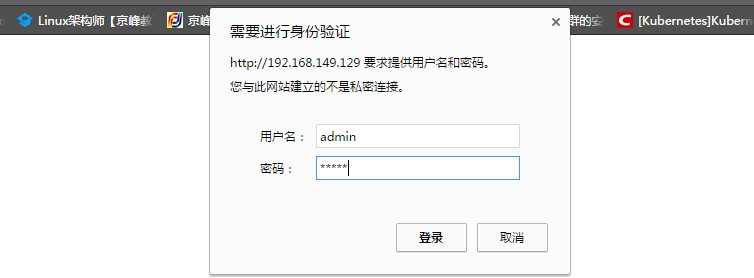 Linux架构师【京峰教
京峰
群的安
[Kubernetes]Kubern
需要进行身份验证
http://192.168.149.129 要求提供用户名和密码。
您与此网站建立的不是私密连接。
用户名： admin
密码： *****
登录 取消